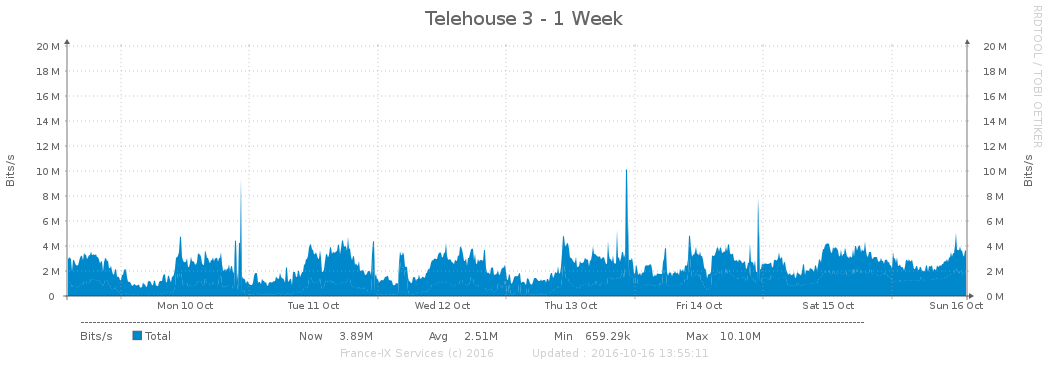 Telehouse 3 - 1 Week
RRDTOOL / TOBI OETIKER
Bits/s
20 M 20 M
18 M 18 M
16 M 16 M
14 M 14 M
12 M 12 M
10 M 10 M
8 M 8 M
6 M 6 M
4 M 4 M
2 M 2 M
0 0 M
Bits/s
Mon 10 Oct Tue 11 Oct Wed 12 Oct Thu 13 Oct Fri 14 Oct Sat 15 Oct Sun 16 Oct
Bits/s Total Now 3.89M Avg 2.51M Min 659.29k Max 10.10M
France-IX Services (c) 2016 Updated : 2016-10-16 13:55:11